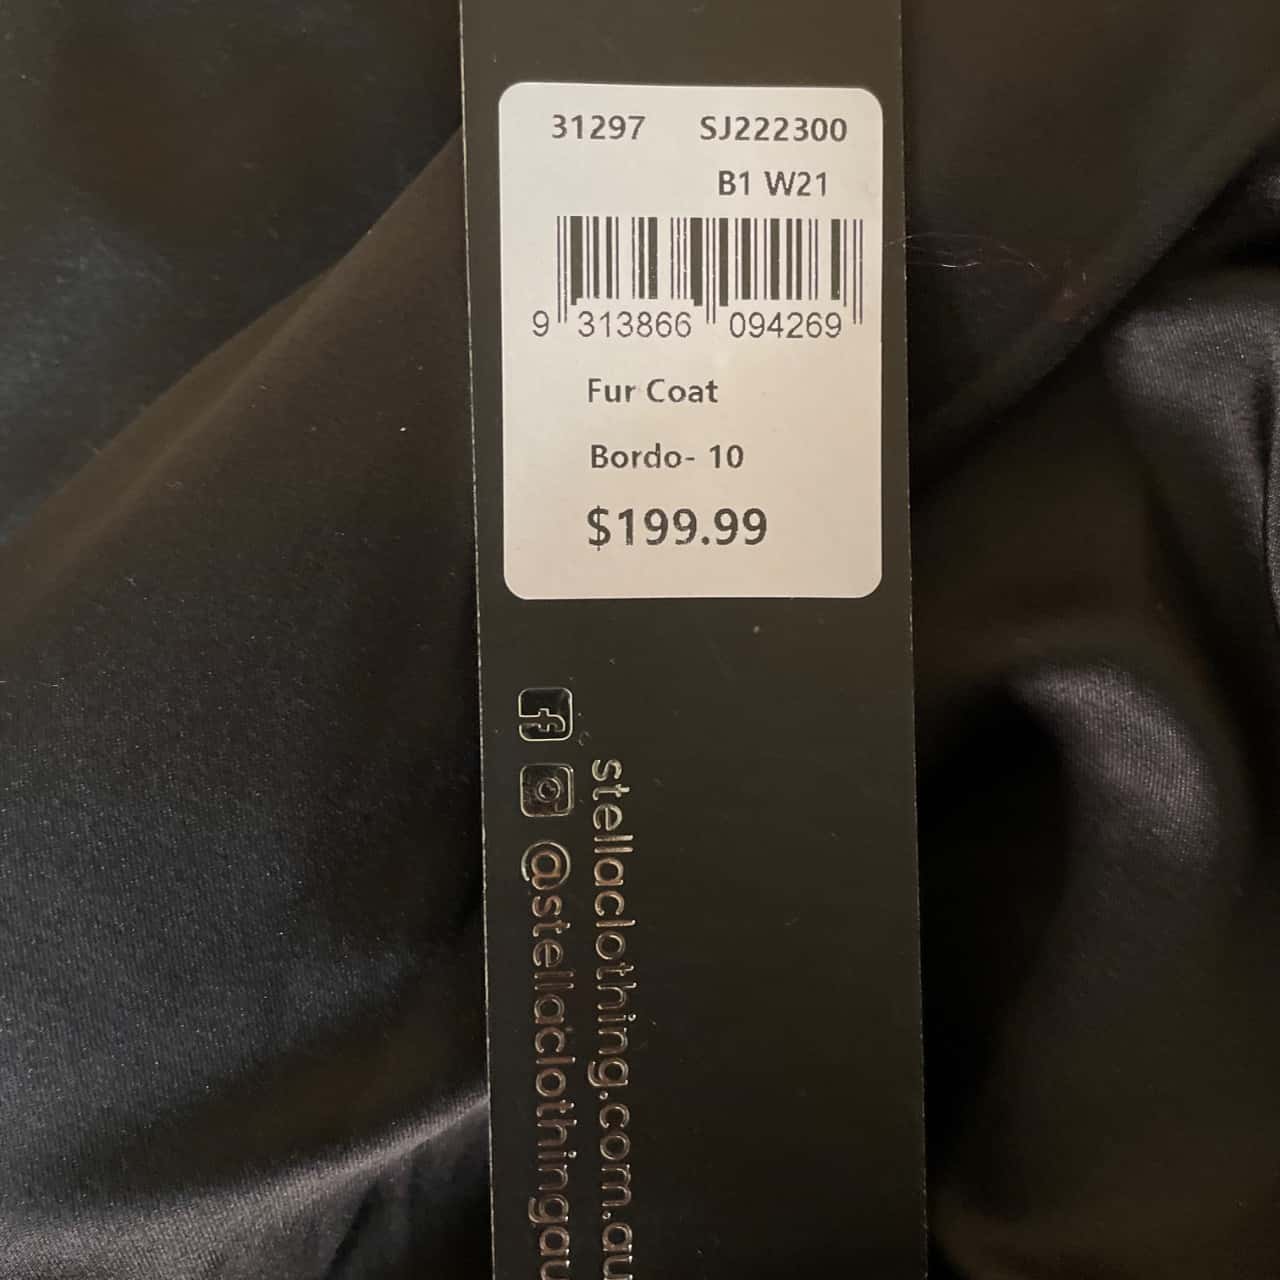 31297 SJ222300
B1 W21
9 313866 094269
Fur Coat
Bordo- 10
$199.99
stellaclothing.com.au
@stellaclothingau